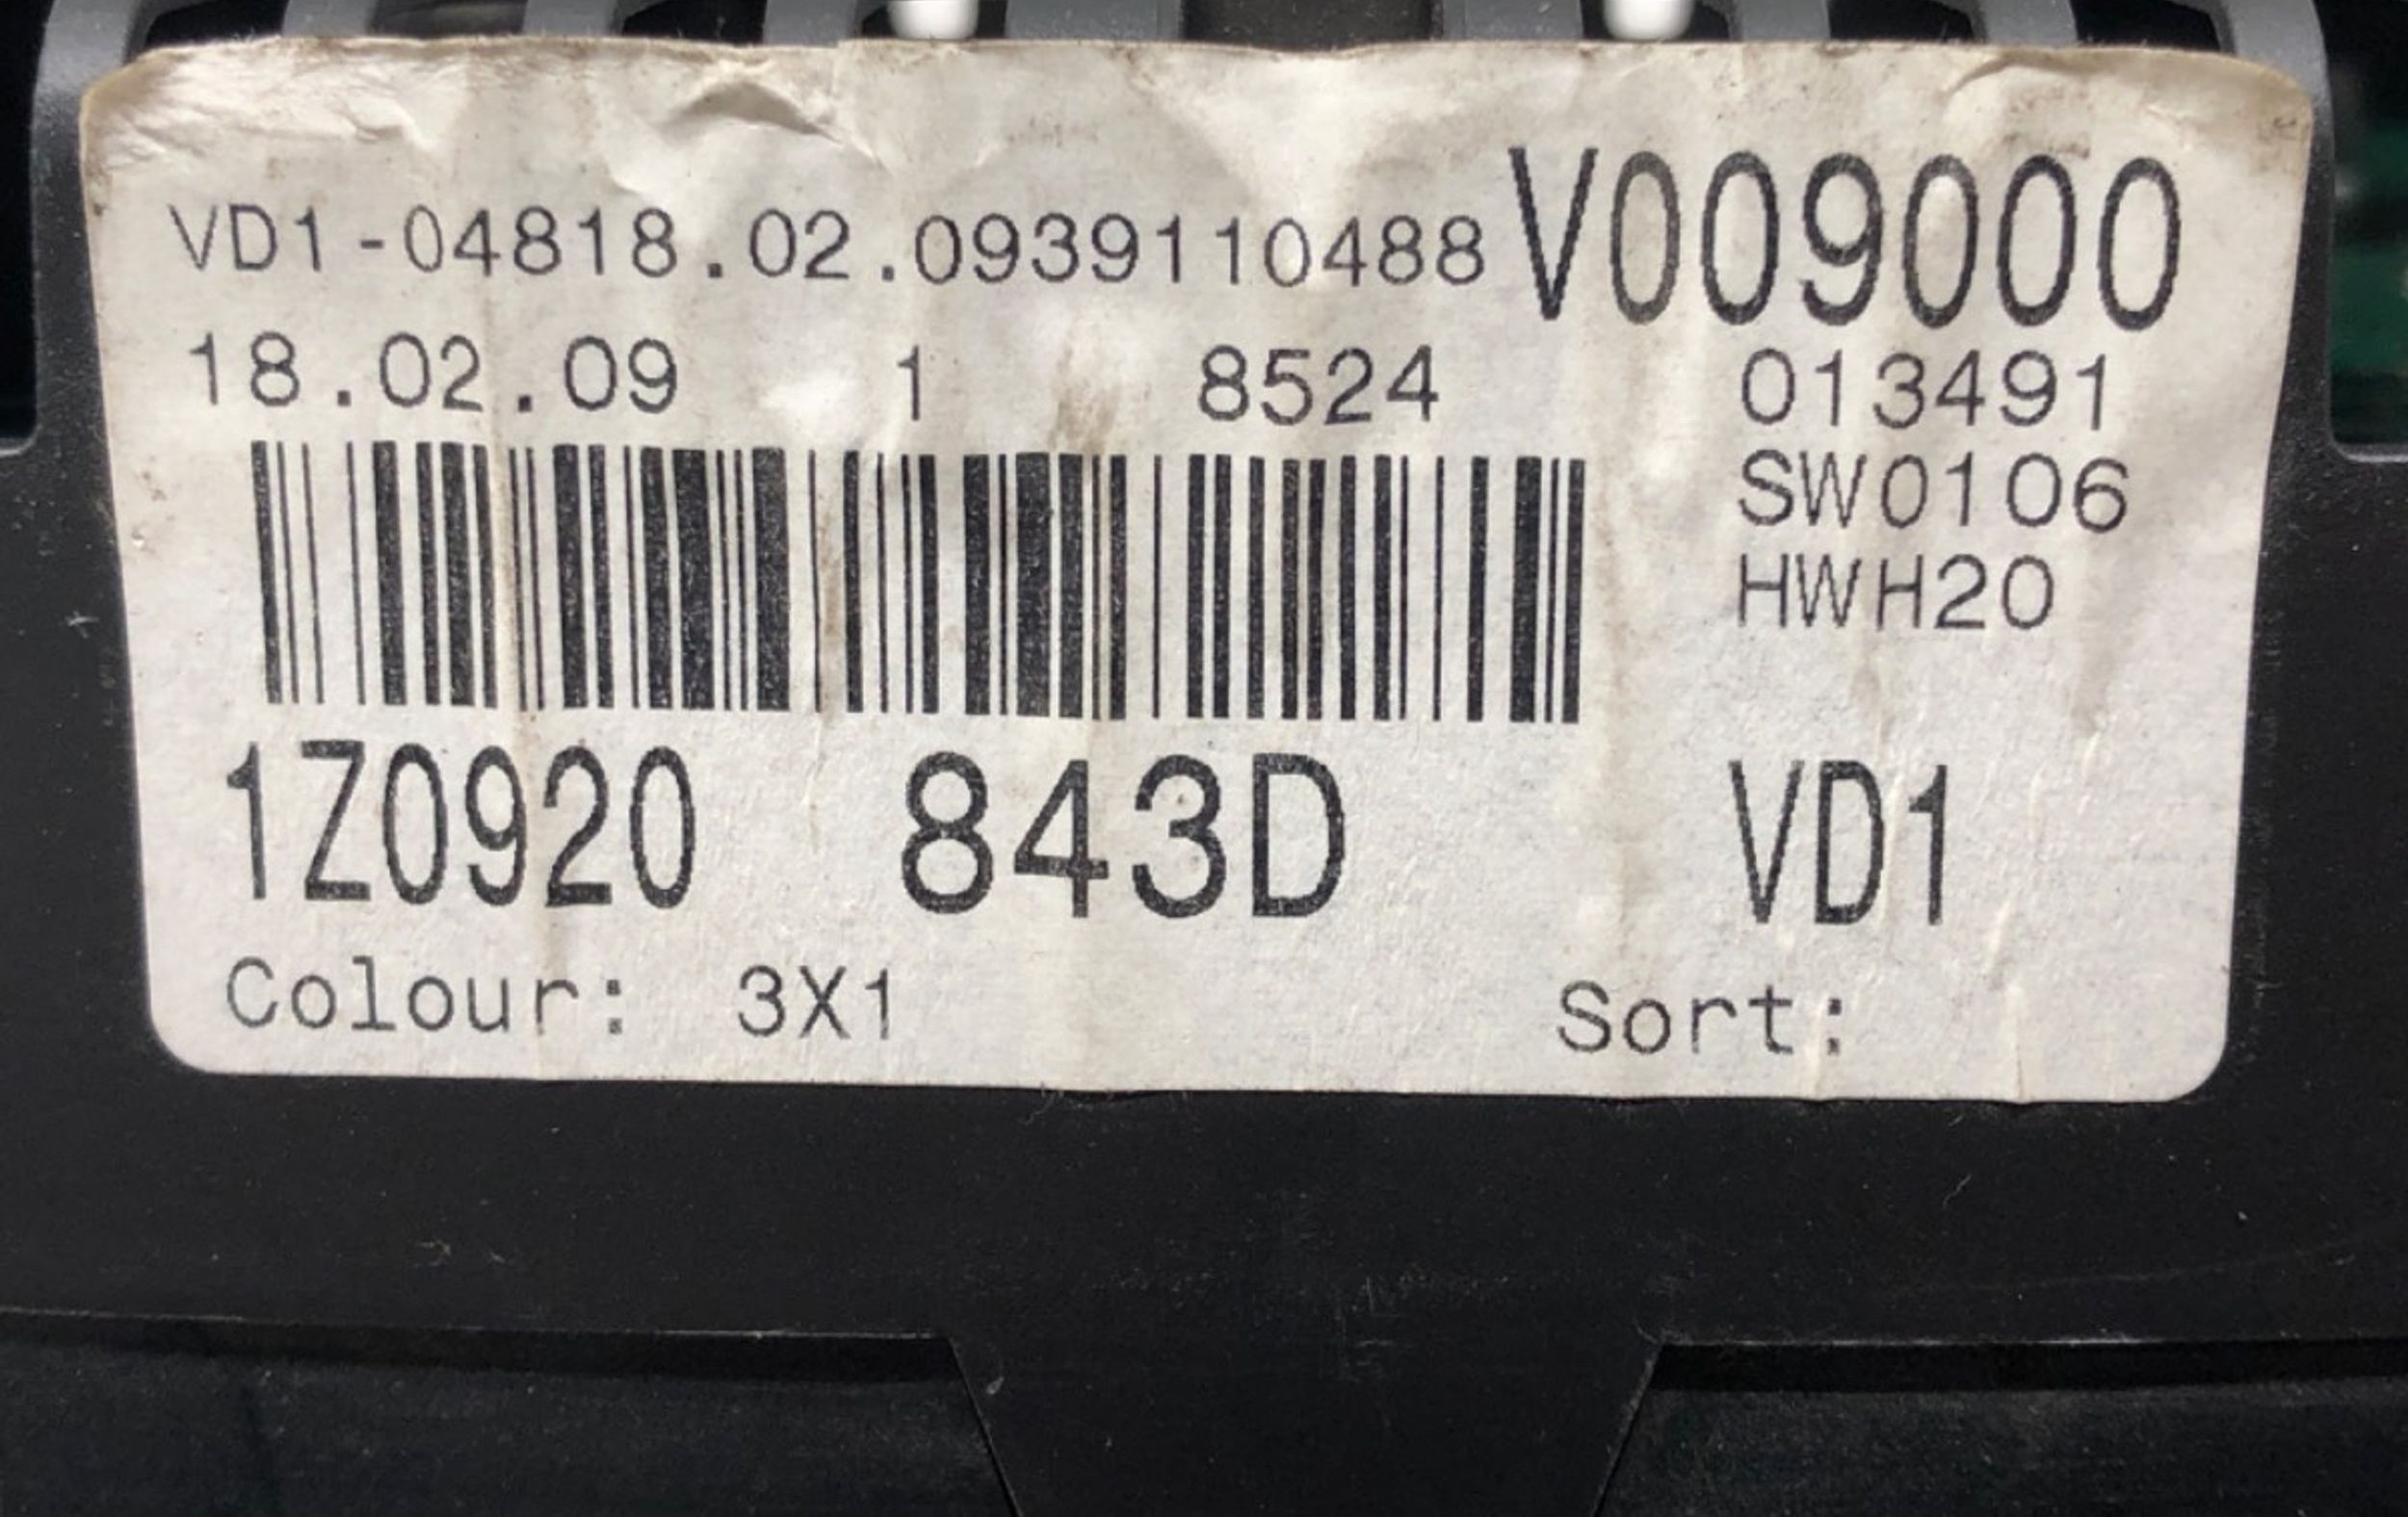 VD1-04818.02.0939110488 V009000
18.02.09 1 8524 013491
SW0106
HWH20
1Z0920 843D VD1
Colour: 3X1 Sort: